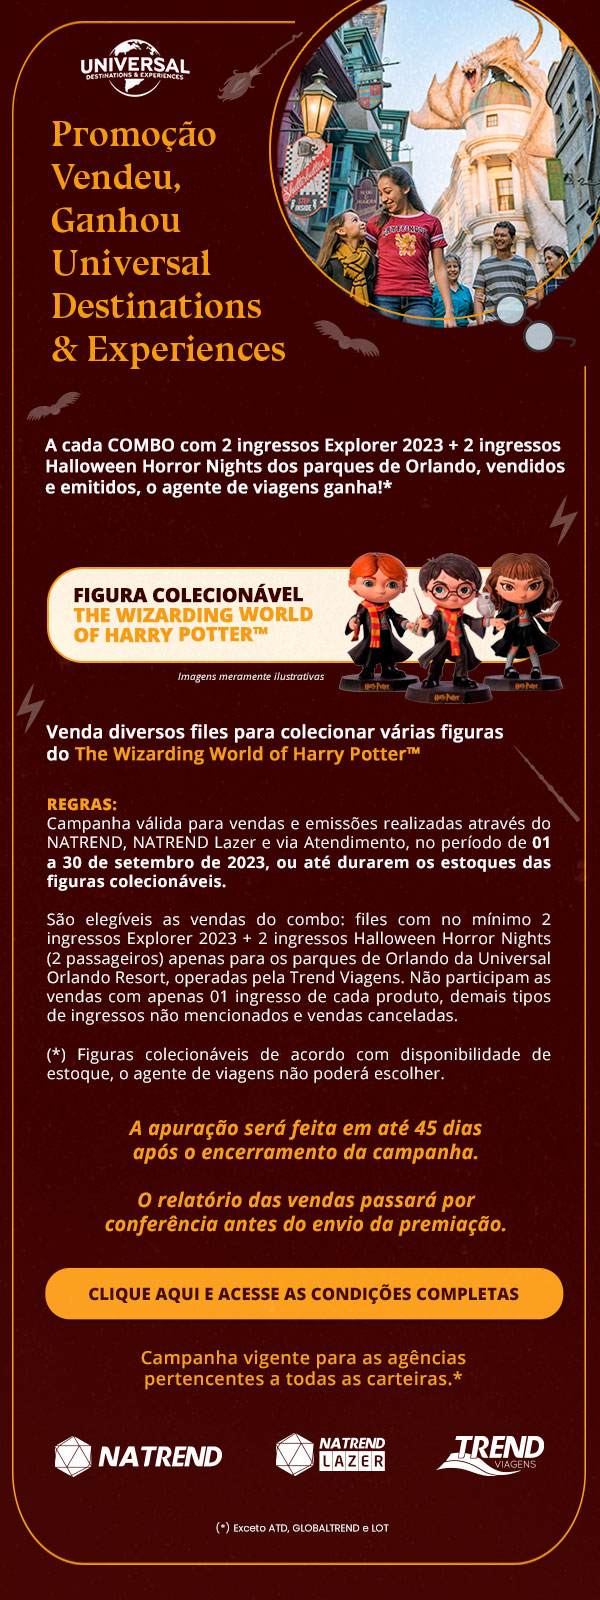 UNIVERSAL
DESTINATIONS & EXPERIENCES
Promoção
Vendeu,
Ganhou
Universal
Destinations
& Experiences
STEP
INSIDE
GRYFFINDOR
A cada COMBO com 2 ingressos Explorer 2023 + 2 ingressos
Halloween Horror Nights dos parques de Orlando, vendidos
e emitidos, o agente de viagens ganha!*
FIGURA COLECIONÁVEL
THE WIZARDING WORLD
OF HARRY POTTER™
Harry Potter
Harry Potter
Harry Potter
Imagens meramente ilustrativas
Venda diversos files para colecionar várias figuras
do The Wizarding World of Harry Potter™
REGRAS:
Campanha válida para vendas e emissões realizadas através do
NATREND, NATREND Lazer e via Atendimento, no período de 01
a 30 de setembro de 2023, ou até durarem os estoques das
figuras colecionáveis.
São elegíveis as vendas do combo: files com no mínimo 2
ingressos Explorer 2023 + 2 ingressos Halloween Horror Nights
(2 passageiros) apenas para os parques de Orlando da Universal
Orlando Resort, operadas pela Trend Viagens. Não participam as
vendas com apenas 01 ingresso de cada produto, demais tipos
de ingressos não mencionados e vendas canceladas.
(*) Figuras colecionáveis de acordo com disponibilidade de
estoque, o agente de viagens não poderá escolher.
A apuração será feita em até 45 dias
após o encerramento da campanha.
O relatório das vendas passará por
conferência antes do envio da premiação.
CLIQUE AQUI E ACESSE AS CONDIÇÕES COMPLETAS
Campanha vigente para as agências
pertencentes a todas as carteiras.*
NATREND
NATREND
LAZER
TREND
VIAGENS
(*) Exceto ATD, GLOBALTREND e LOT